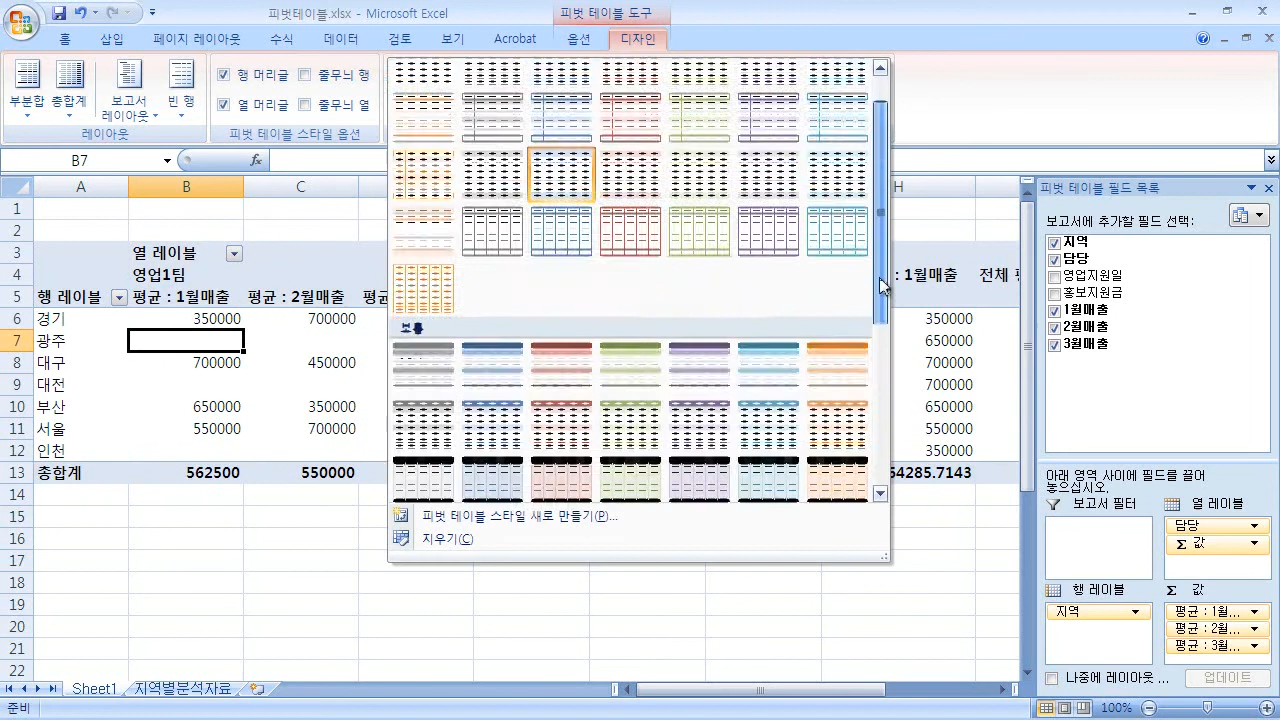 피벗테이블.xlsx - Microsoft Excel
피벗 테이블 도구
홈 삽입 페이지 레이아웃 수식 데이터 검토 보기 Acrobat 옵션 디자인
부분합 총합계 보고서 레이아웃 빈 행
행 머리글 줄무늬 행
열 머리글 줄무늬 열
레이아웃
피벗 테이블 스타일 옵션
B7
fx
A B C H
1
2
3 열 레이블
4 영업1팀 : 1월매출 전체
5 행 레이블 평균 : 1월매출 평균 : 2월매출
6 경기 350000 700000 350000
7 광주 650000
8 대구 700000 450000 700000
9 대전 700000
10 부산 650000 350000 650000
11 서울 550000 700000 550000
12 인천 350000
13 총합계 562500 550000 4285.7143
14
15
16
17
18
19
20
21
22
보통
피벗 테이블 스타일 새로 만들기(P)...
지우기(C)
피벗 테이블 필드 목록
보고서에 추가할 필드 선택:
지역
담당
영업지원일
홍보지원금
1월매출
2월매출
3월매출
아래 영역 사이에 필드를 끌어
놓으십시오.
보고서 필터 열 레이블
담당
Σ 값
행 레이블 Σ 값
지역 평균 : 1월...
평균 : 2월...
평균 : 3월...
나중에 레이아웃 ... 업데이트
Sheet1 지역별분석자료
준비 100%